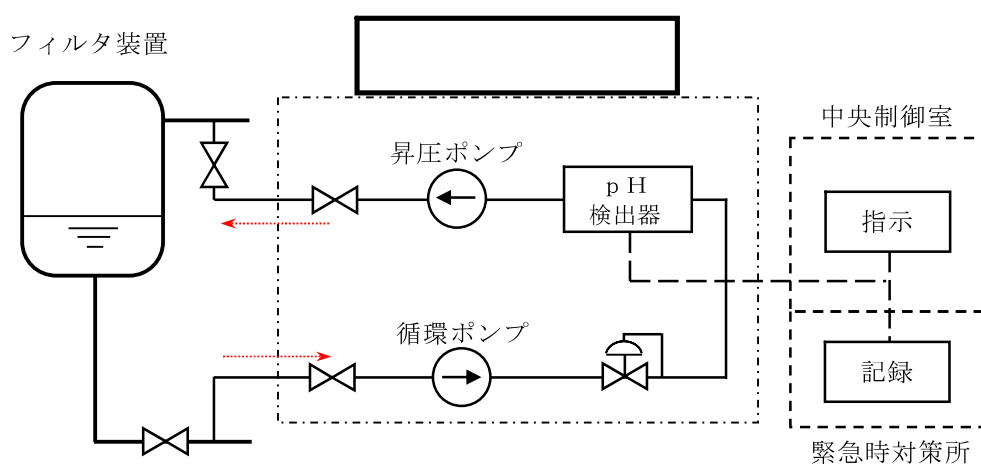 フィルタ装置
中央制御室
昇圧ポンプ
pH
検出器
指示
循環ポンプ
記録
緊急時対策所